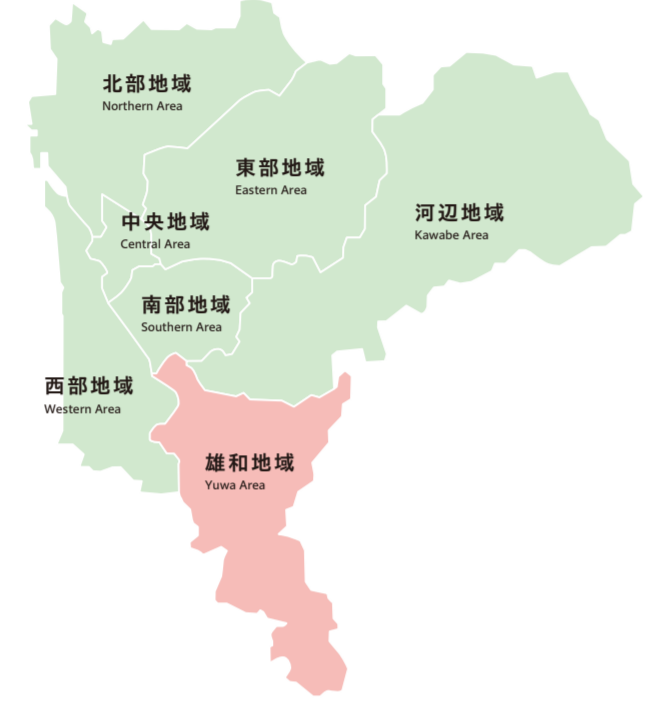 北部地域
Northern Area
東部地域
Eastern Area
河辺地域
Kawabe Area
中央地域
Central Area
南部地域
Southern Area
西部地域
Western Area
雄和地域
Yuwa Area